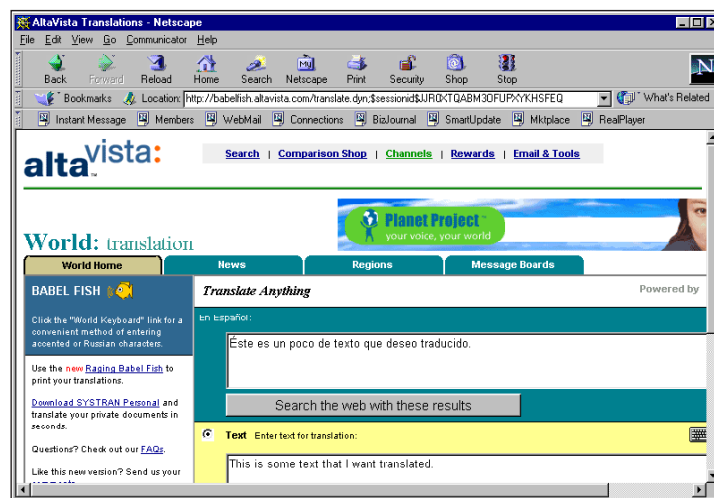 AltaVista Translations - Netscape
File Edit View Go Communicator Help
Back Forward Reload Home Search Netscape Print Security Shop Stop
N
Bookmarks Location: http://babelfish.altavista.com/translate.dyn;$sessionid$JJR0XTQABM3OFUPXYKHSFEQ What's Related
Instant Message Members WebMail Connections BizJournal SmartUpdate Mktplace RealPlayer
altavista:
Search | Comparison Shop | Channels | Rewards | Email & Tools
Planet Project
your voice, your world
World: translation
World Home News Regions Message Boards
BABEL FISH
Click the "World Keyboard" link for a
convenient method of entering
accented or Russian characters.
Use the new Raging Babel Fish to
print your translations.
Download SYSTRAN Personal and
translate your private documents in
seconds.
Questions? Check out our FAQs.
Like this new version? Send us your
Translate Anything Powered by
En Español:
Éste es un poco de texto que deseo traducido.
Search the web with these results
Text Enter text for translation:
This is some text that I want translated.